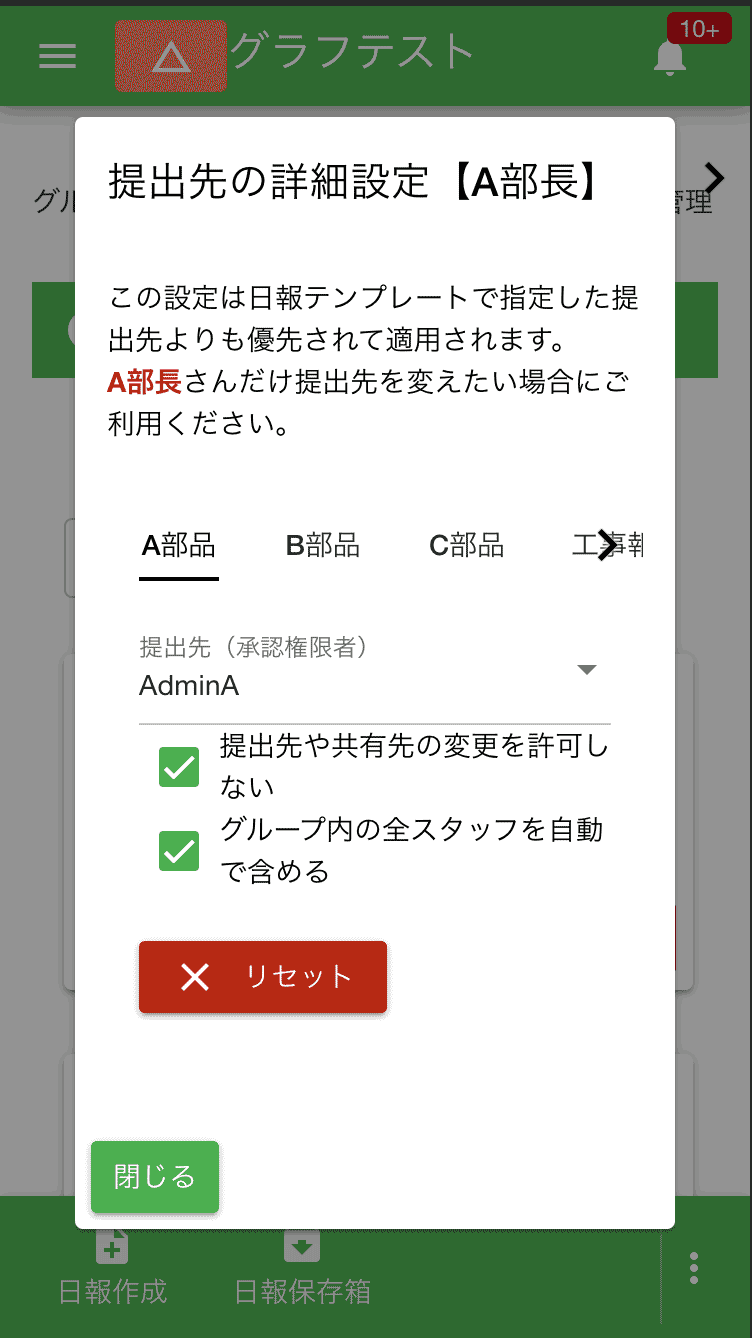 グラフテスト
10+
提出先の詳細設定【A部長】
グル
管理
この設定は日報テンプレートで指定した提
出先よりも優先されて適用されます。
A部長さんだけ提出先を変えたい場合にご
利用ください。
A部品
B部品
C部品
工事報
提出先（承認権限者）
AdminA
提出先や共有先の変更を許可し
ない
グループ内の全スタッフを自動
で含める
リセット
閉じる
日報作成
日報保存箱